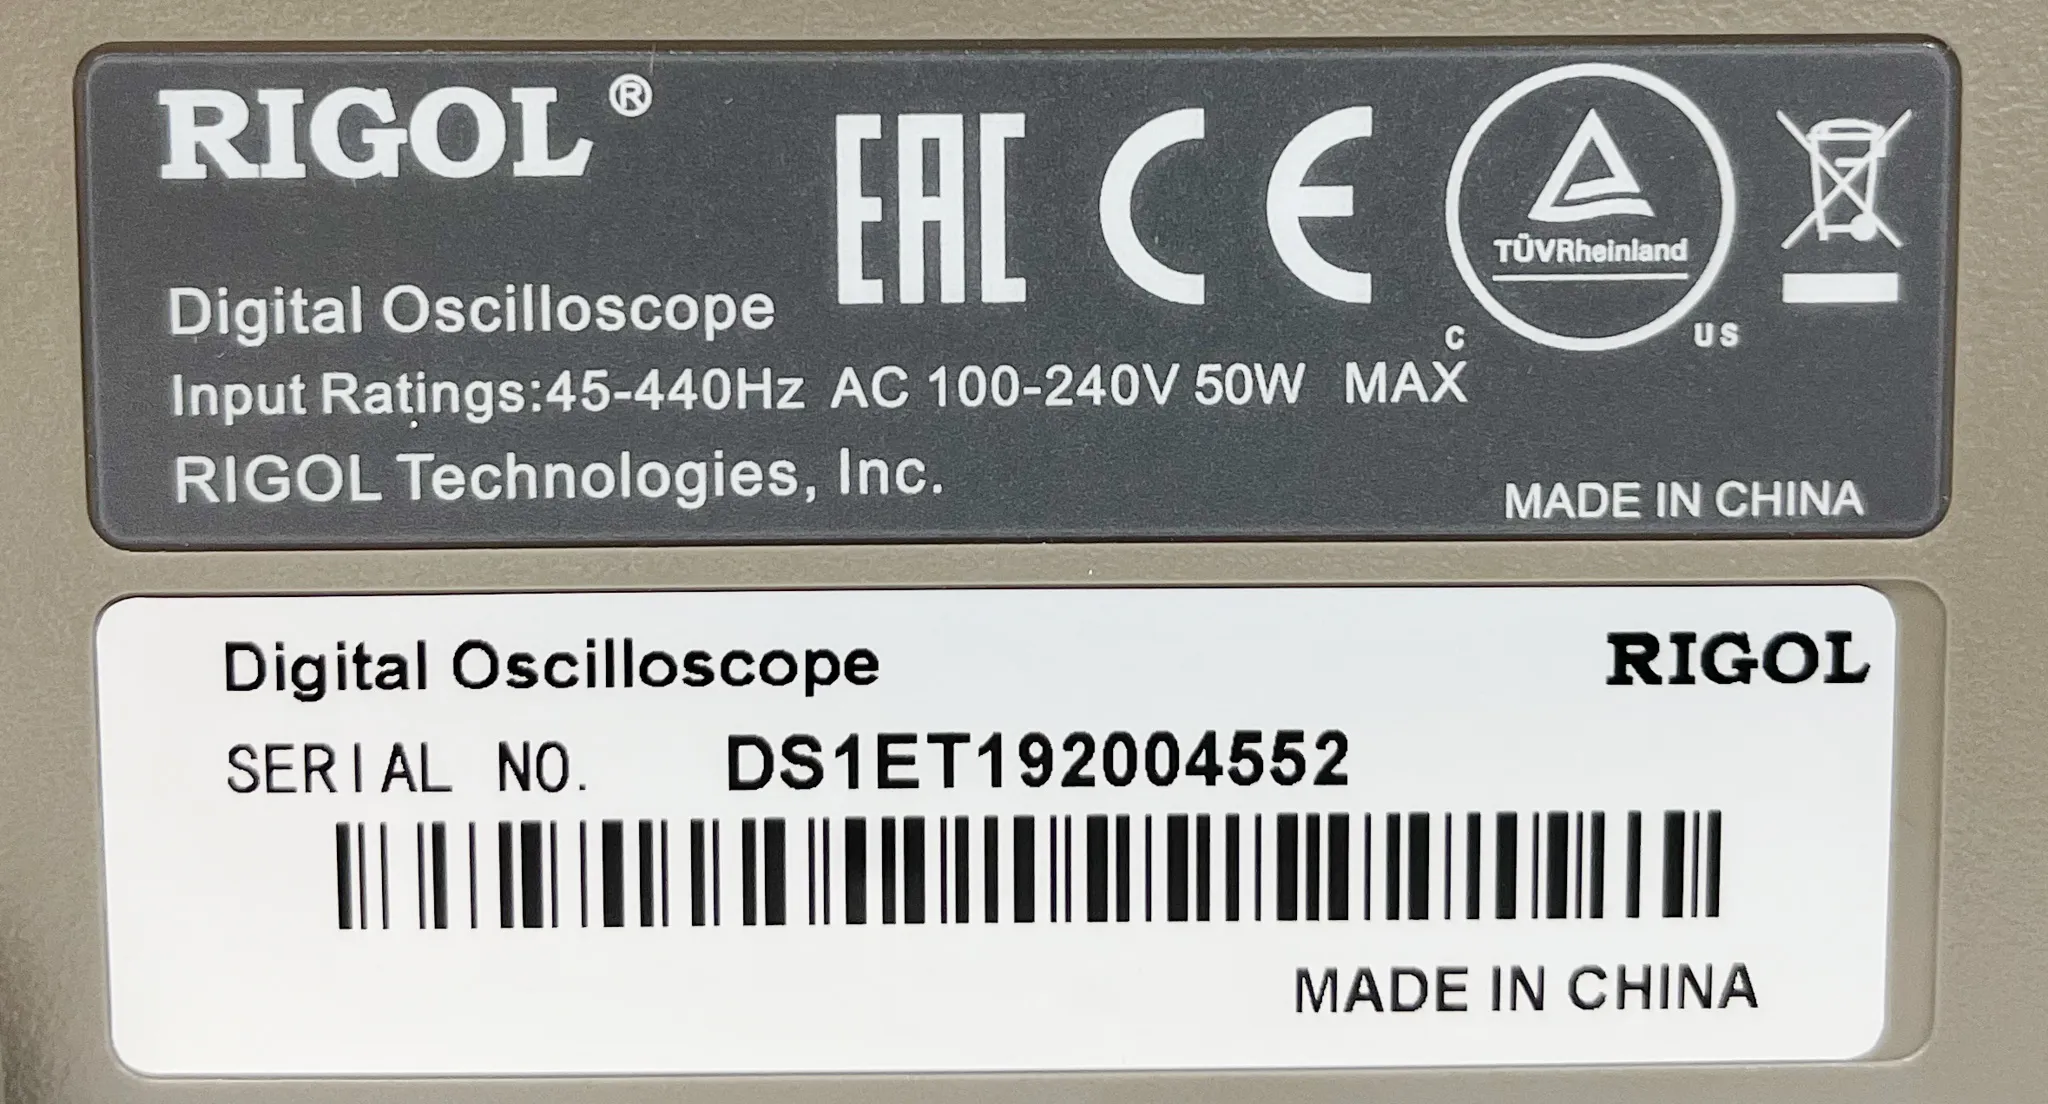 RIGOL®
EAC CE
TÜVRheinland
C US
Digital Oscilloscope
Input Ratings:45-440Hz AC 100-240V 50W MAX
RIGOL Technologies, Inc.
MADE IN CHINA
Digital Oscilloscope RIGOL
SERIAL NO. DS1ET192004552
MADE IN CHINA